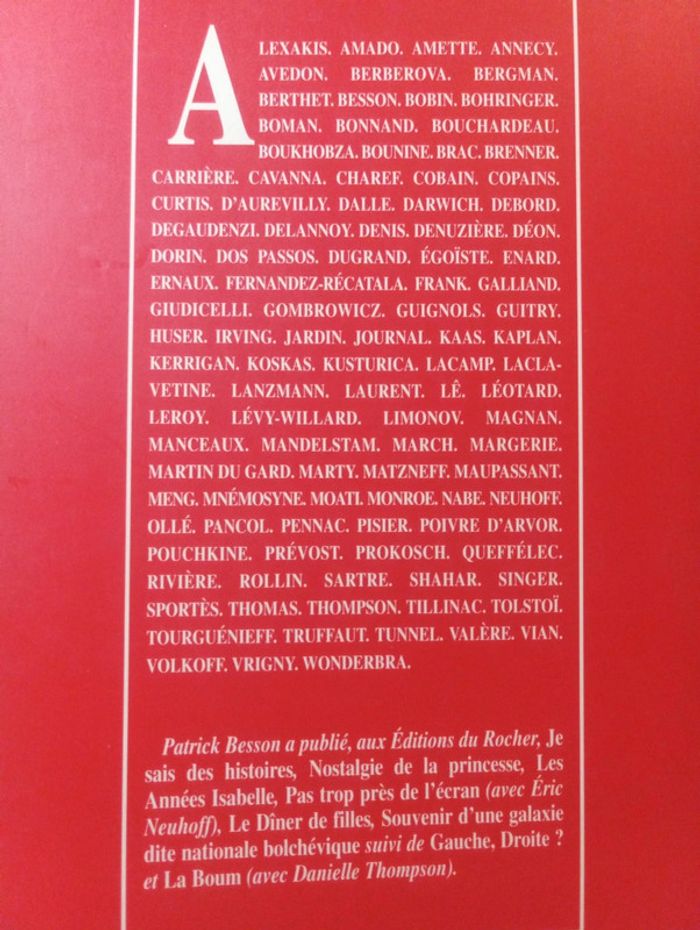 ALEXAKIS. AMADO. AMETTE. ANNECY.
AVEDON. BERBEROVA. BERGMAN.
BERTHET. BESSON. BOBIN. BOHRINGER.
BOMAN. BONNAND. BOUCHARDEAU.
BOUKHOBZA. BOUNINE. BRAC. BRENNER.
CARRIÈRE. CAVANNA. CHAREF. COBAIN. COPAINS.
CURTIS. D'AUREVILLY. DALLE. DARWICH. DEBORD.
DEGAUDENZI. DELANNOY. DENIS. DENUZIÈRE. DÉON.
DORIN. DOS PASSOS. DUGRAND. ÉGOÏSTE. ENARD.
ERNAUX. FERNANDEZ-RÉCATALA. FRANK. GALLIAND.
GIUDICELLI. GOMBROWICZ. GUIGNOLS. GUITRY.
HUSER. IRVING. JARDIN. JOURNAL. KAAS. KAPLAN.
KERRIGAN. KOSKAS. KUSTURICA. LACAMP. LACLA-
VETINE. LANZMANN. LAURENT. LÊ. LÉOTARD.
LEROY. LÉVY-WILLARD. LIMONOV. MAGNAN.
MANCEAUX. MANDELSTAM. MARCH. MARGERIE.
MARTIN DU GARD. MARTY. MATZNEFF. MAUPASSANT.
MENG. MNÉMOSYNE. MOATI. MONROE. NABE. NEUHOFF.
OLLÉ. PANCOL. PENNAC. PISIER. POIVRE D'ARVOR.
POUCHKINE. PRÉVOST. PROKOSCH. QUEFFÉLEC.
RIVIÈRE. ROLLIN. SARTRE. SHAHAR. SINGER.
SPORTÈS. THOMAS. THOMPSON. TILLINAC. TOLSTOÏ.
TOURGUÉNIEFF. TRUFFAUT. TUNNEL. VALÈRE. VIAN.
VOLKOFF. VRIGNY. WONDERBRA.
Patrick Besson a publié, aux Éditions du Rocher, Je
sais des histoires, Nostalgie de la princesse, Les
Années Isabelle, Pas trop près de l'écran (avec Éric
Neuhoff), Le Dîner de filles, Souvenir d'une galaxie
dite nationale bolchévique suivi de Gauche, Droite ?
et La Boum (avec Danielle Thompson).